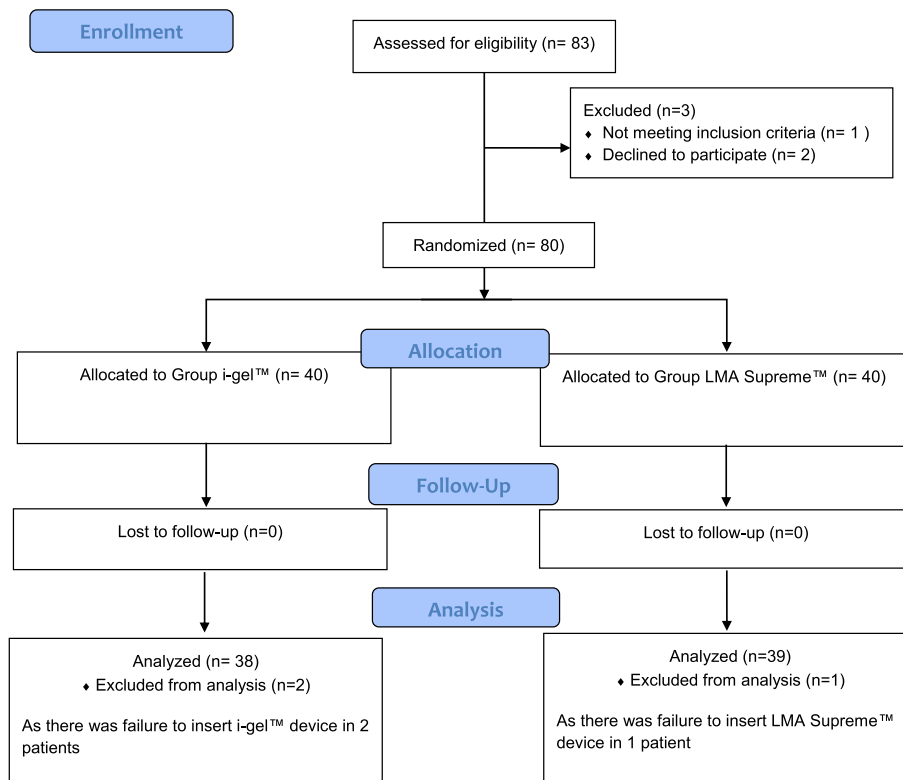 Enrollment
Assessed for eligibility (n= 83)
Excluded (n=3)
♦ Not meeting inclusion criteria (n= 1 )
♦ Declined to participate (n= 2)
Randomized (n= 80)
Allocation
Allocated to Group i-gel™ (n= 40)
Allocated to Group LMA Supreme™ (n= 40)
Follow-Up
Lost to follow-up (n=0)
Lost to follow-up (n=0)
Analysis
Analyzed (n= 38)
♦ Excluded from analysis (n=2)
As there was failure to insert i-gel™ device in 2
patients
Analyzed (n=39)
♦ Excluded from analysis (n=1)
As there was failure to insert LMA Supreme™
device in 1 patient